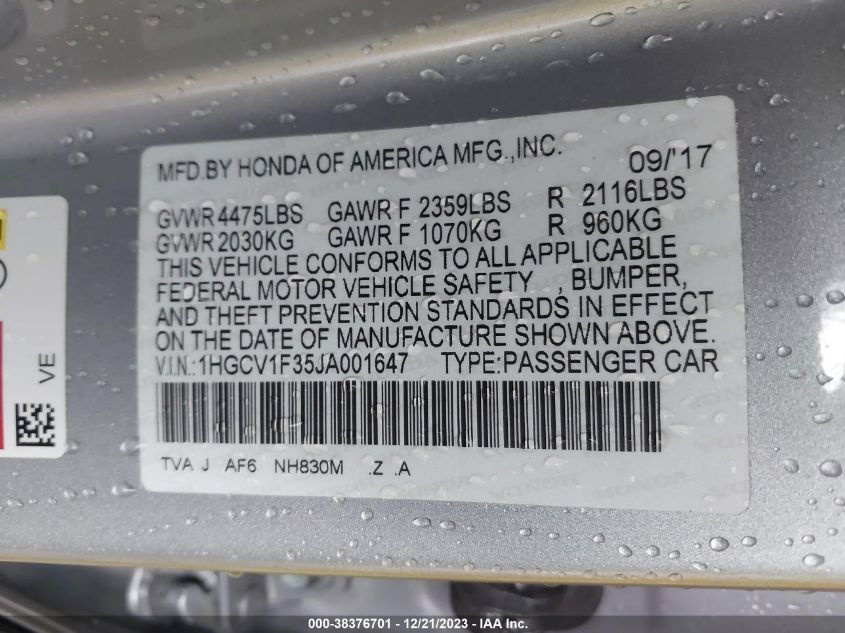 MFD.BY HONDA OF AMERICA MFG.,INC. 09/'17
GVWR 4475LBS GAWR F 2359LBS R 2116LBS
GVWR 2030KG GAWR F 1070KG R 960KG
THIS VEHICLE CONFORMS TO ALL APPLICABLE
FEDERAL MOTOR VEHICLE SAFETY , BUMPER,
AND THEFT PREVENTION STANDARDS IN EFFECT
ON THE DATE OF MANUFACTURE SHOWN ABOVE.
V.I.N.:1HGCV1F35JA001647 TYPE:PASSENGER CAR
TVA J AF6 NH830M .Z .A
VE
000-38376701 - 12/21/2023 - IAA Inc.